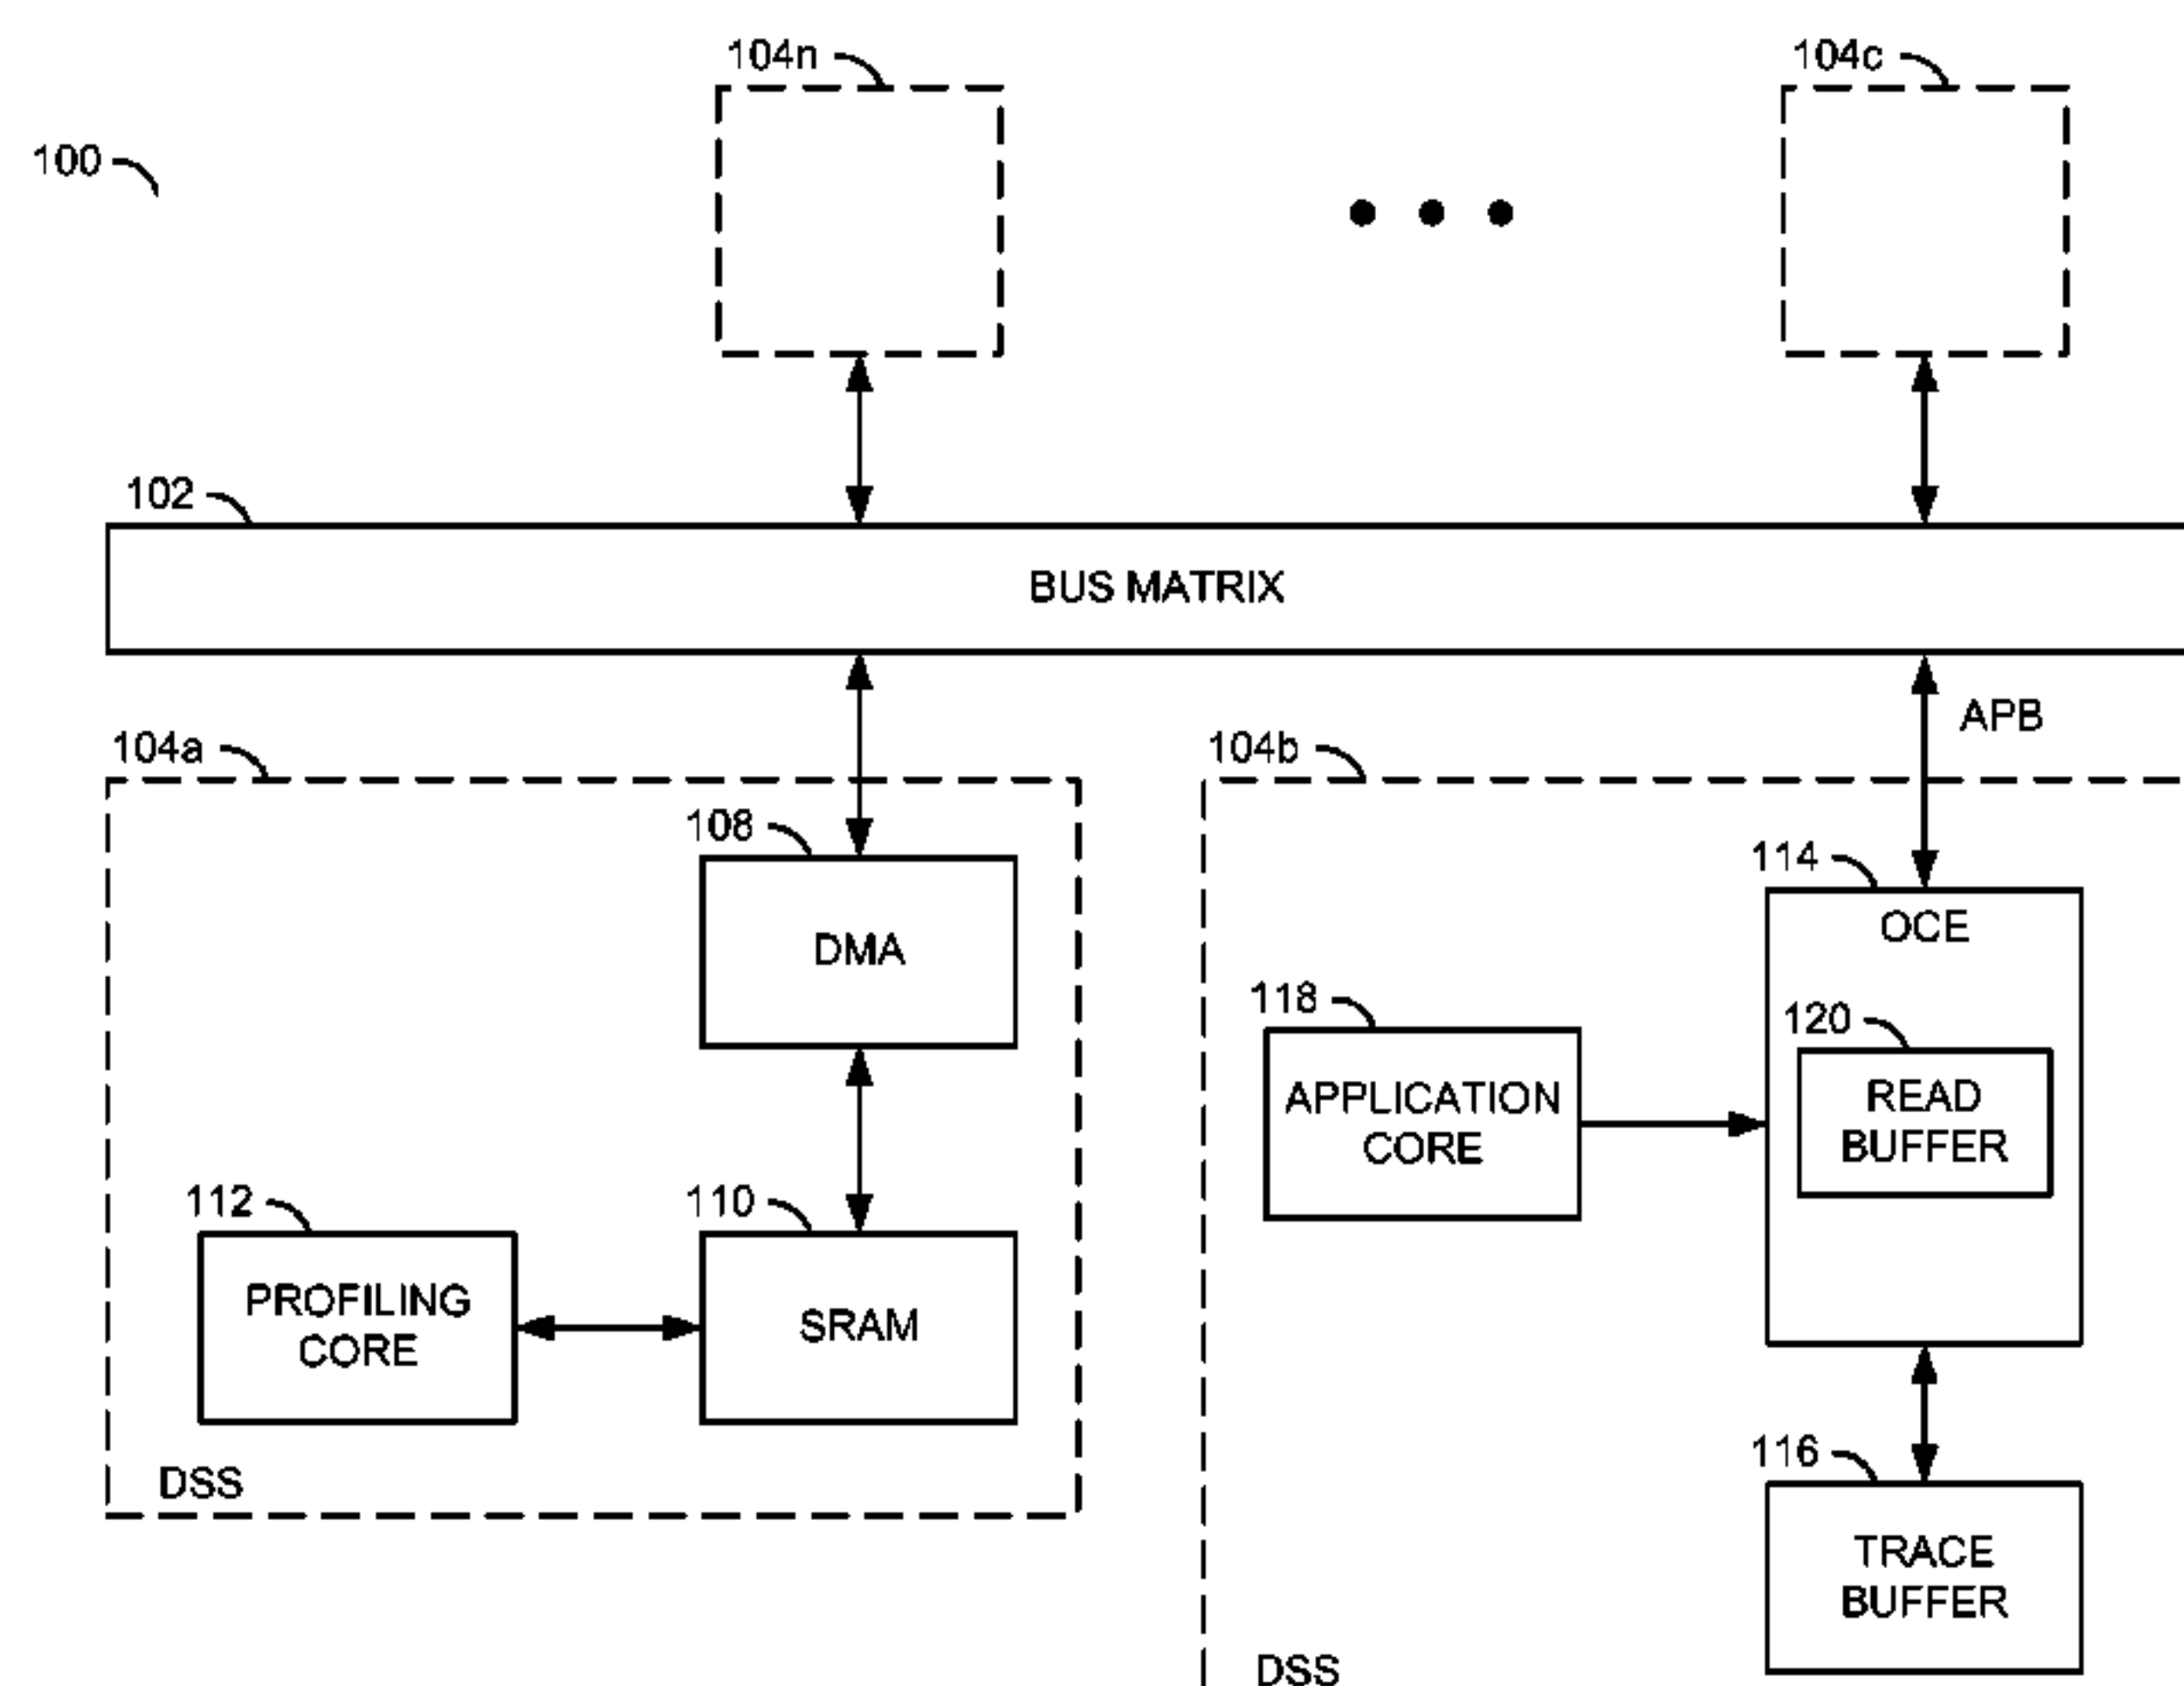 104n
104c
100
102
BUS MATRIX
APB
104a
104b
108
114
DMA
OCE
118
120
APPLICATION
CORE
READ
BUFFER
112
110
PROFILING
CORE
SRAM
116
DSS
TRACE
BUFFER
DSS